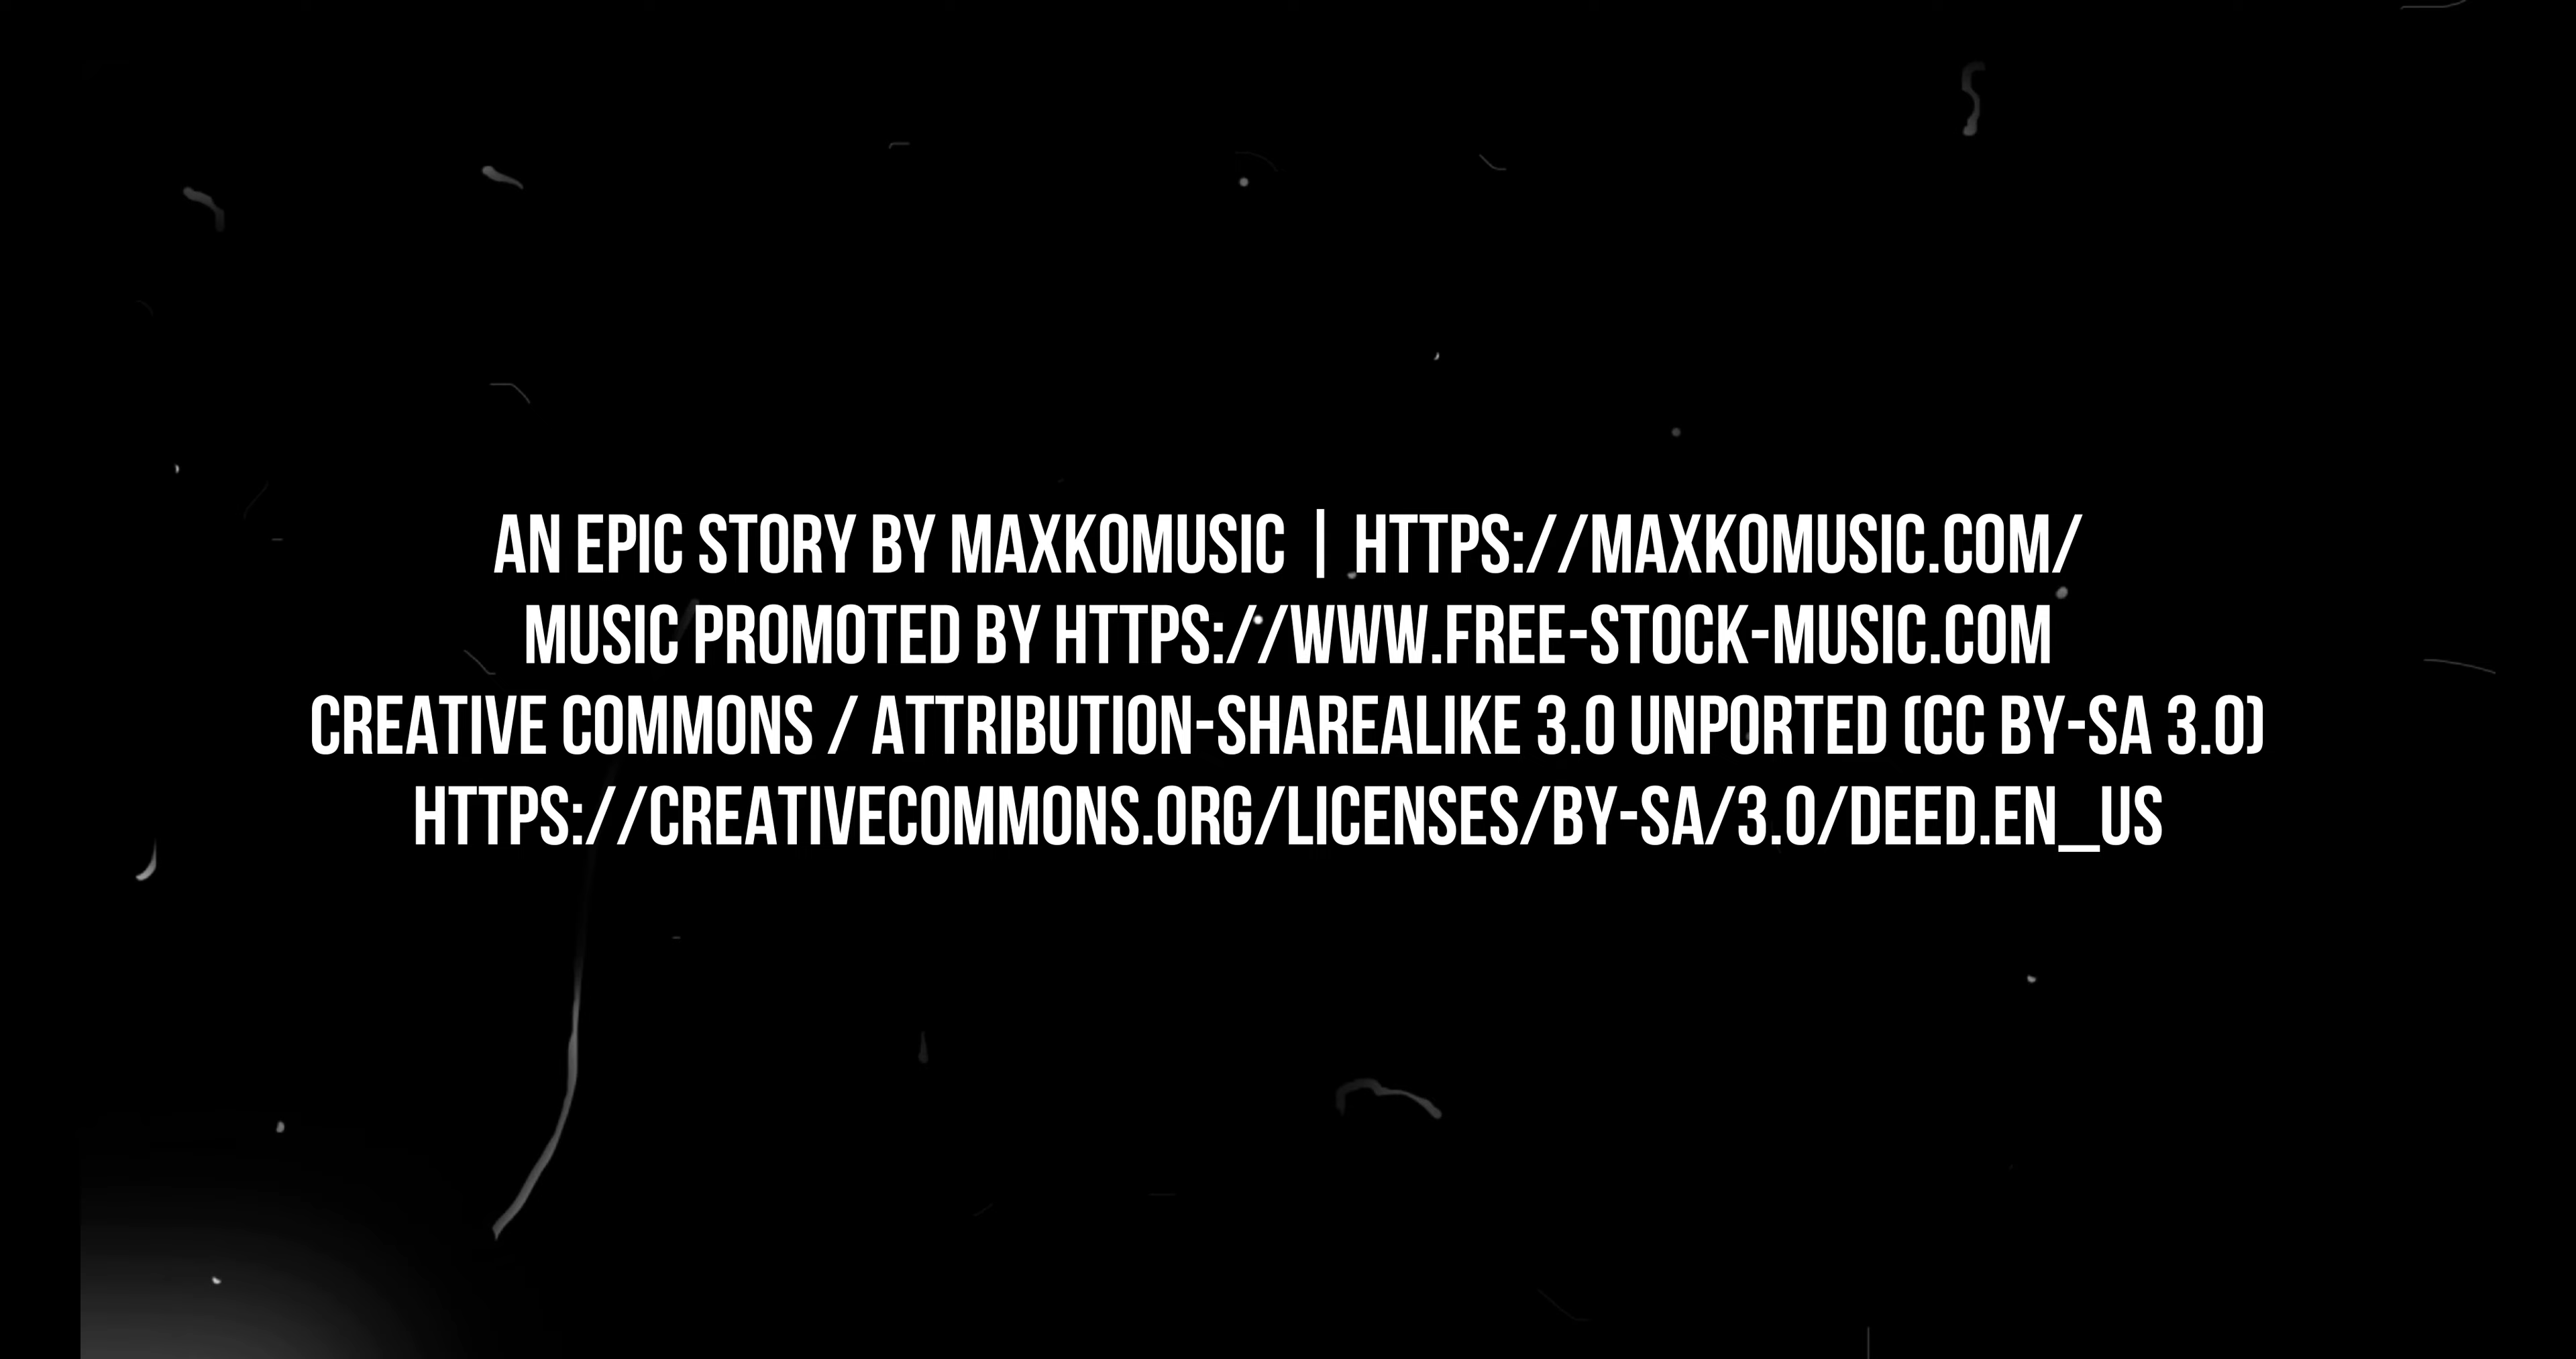 AN EPIC STORY BY MAXKOMUSIC | HTTPS://MAXKOMUSIC.COM/
MUSIC PROMOTED BY HTTPS://WWW.FREE-STOCK-MUSIC.COM
CREATIVE COMMONS / ATTRIBUTION-SHAREALIKE 3.0 UNPORTED (CC BY-SA 3.0)
HTTPS://CREATIVECOMMONS.ORG/LICENSES/BY-SA/3.0/DEED.EN_US